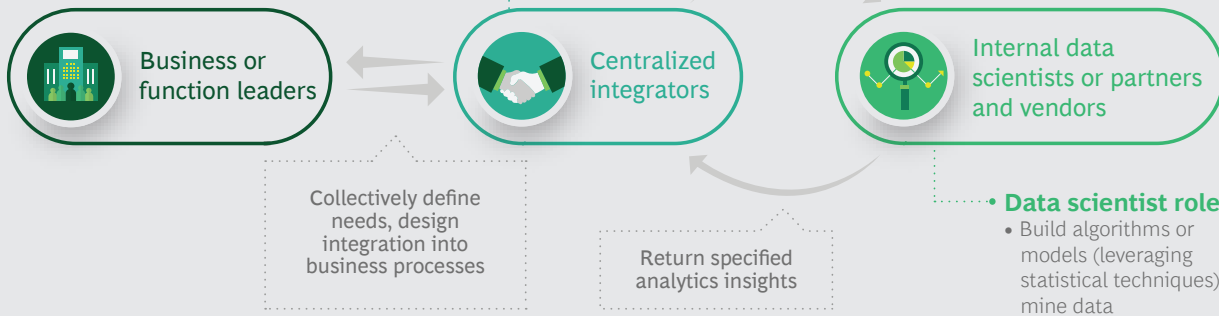 Business or
function leaders
Centralized
integrators
Internal data
scientists or partners
and vendors
Collectively define
needs, design
integration into
business processes
Return specified
analytics insights
• Data scientist role
• Build algorithms or
models (leveraging
statistical techniques)
mine data